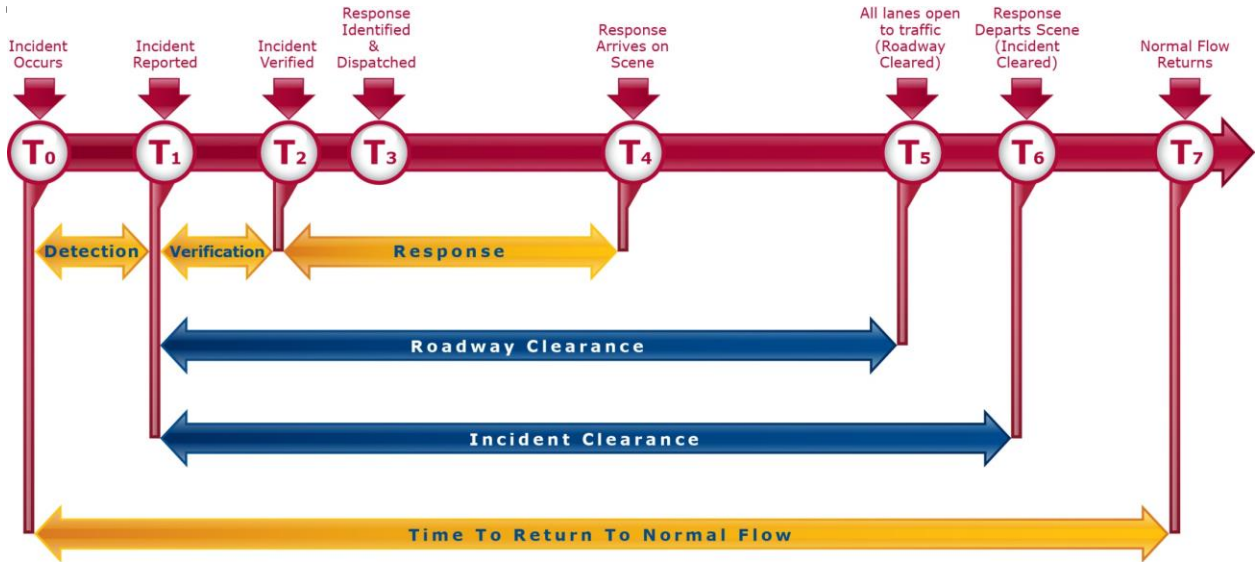 Incident
Occurs
Incident
Reported
Incident
Verified
Response
Identified
&
Dispatched
Response
Arrives on
Scene
All lanes open
to traffic
(Roadway
Cleared)
Response
Departs Scene
(Incident
Cleared)
Normal Flow
Returns
T0
T1
T2
T3
T4
T5
T6
T7
Detection
Verification
Response
Roadway Clearance
Incident Clearance
Time To Return To Normal Flow